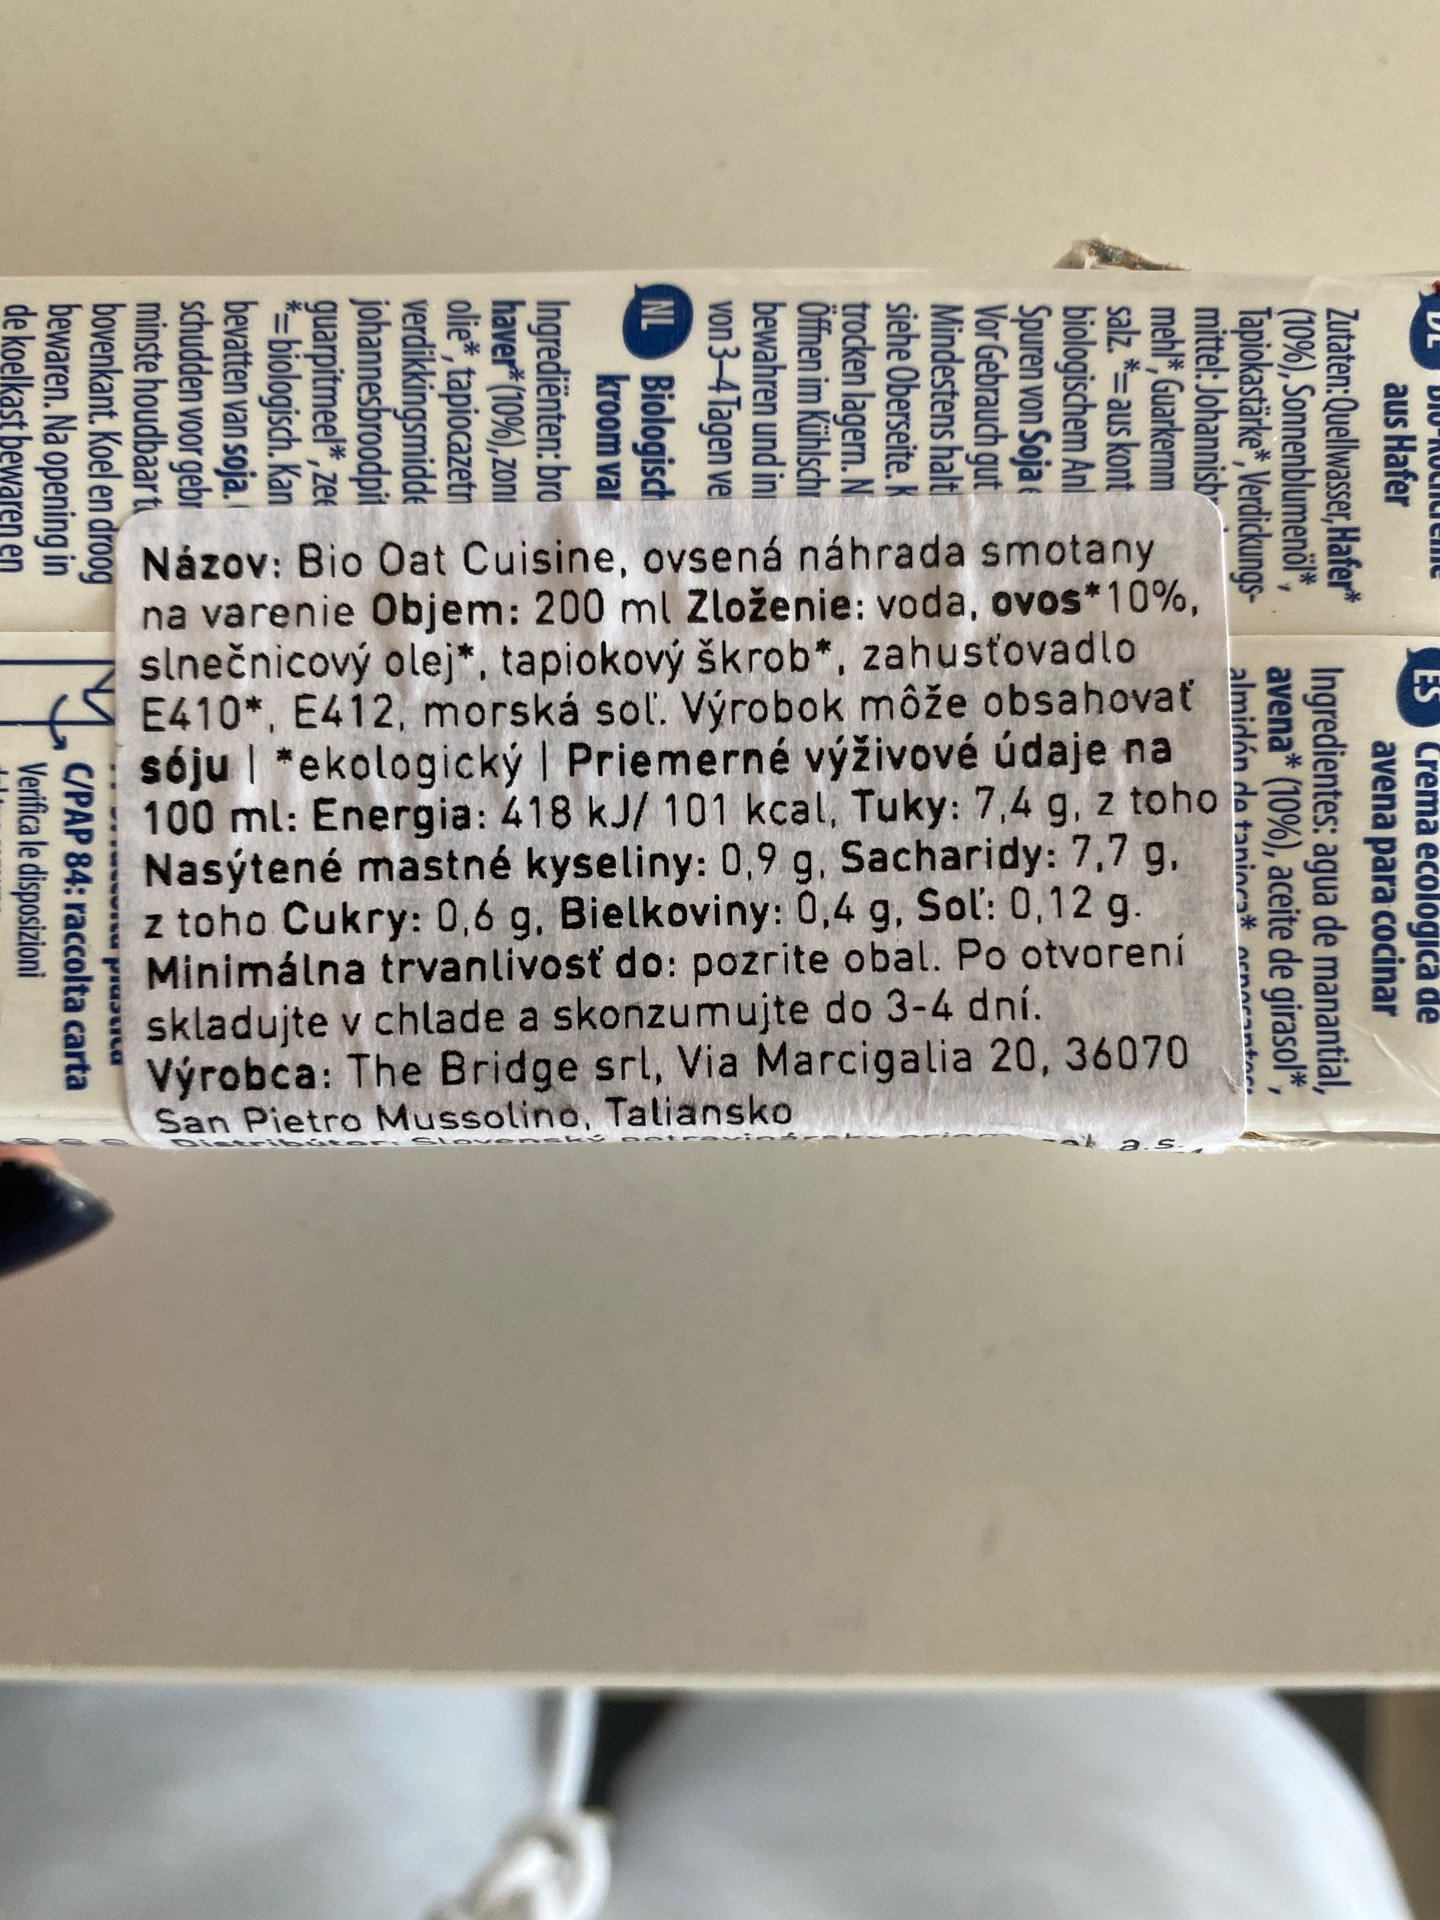 Názov: Bio Oat Cuisine, ovsená náhrada smotany
na varenie Objem: 200 ml Zloženie: voda, ovos*10%,
slnečnicový olej*, tapiokový škrob*, zahusťovadlo
E410*, E412, morská soľ. Výrobok môže obsahovať
sóju | *ekologický | Priemerné výživové údaje na
100 ml: Energia: 418 kJ/ 101 kcal, Tuky: 7,4 g, z toho
Nasýtené mastné kyseliny: 0,9 g, Sacharidy: 7,7 g,
z toho Cukry: 0,6 g, Bielkoviny: 0,4 g, Soľ: 0,12 g.
Minimálna trvanlivosť do: pozrite obal. Po otvorení
skladujte v chlade a skonzumujte do 3-4 dní.
Výrobca: The Bridge srl, Via Marcigalia 20, 36070
San Pietro Mussolino, Taliansko
a.s.
DE
aus Hafer
Zutaten: Quellwasser, Hafer*
(10%), Sonnenblumenöl*,
Tapiokastärke*, Verdickungs-
mittel: Johannisb
mehl*, Guarkernm
salz. *= aus kont
biologischem An
Spuren von Soja
Vor Gebrauch gut
Mindestens halt
siehe Oberseite. K
trocken lagern. N
Öffnen im Kühlsch
bewahren und in
von 3-4 Tagen ve
NL Biologisch
kroom va
Ingrediënten: bro
haver* (10%), zon
olie*, tapiocazetm
verdikkingsmidde
johannesbroodpit
guarpitmeel*, zee
*= biologisch. Kan
bevatten van soja.
schudden voor gebr
minste houdbaar t
bovenkant. Koel en droog
bewaren. Na opening in
de koelkast bewaren en
ES Crema ecológica de
avena para cocinar
Ingredientes: agua de manantial,
avena* (10%), aceite de girasol*,
almidón de tapioca*,
C/PAP 84: raccolta carta
Verifica le disposizioni